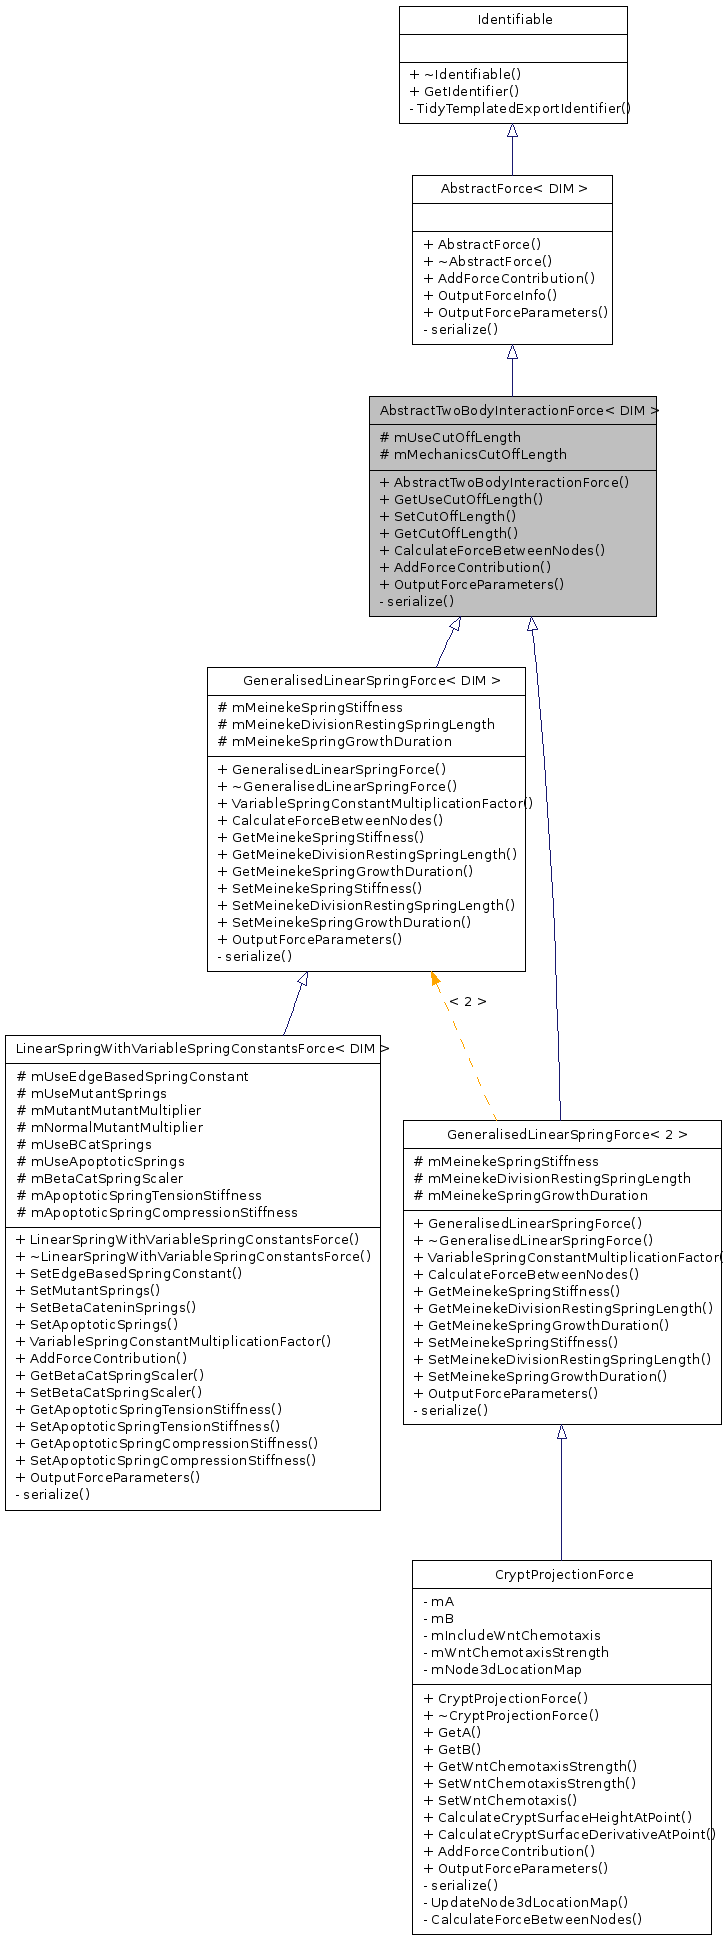 Identifiable
+ ~Identifiable()
+ GetIdentifier()
- TidyTemplatedExportIdentifier()
AbstractForce< DIM >
+ AbstractForce()
+ ~AbstractForce()
+ AddForceContribution()
+ OutputForceInfo()
+ OutputForceParameters()
- serialize()
AbstractTwoBodyInteractionForce< DIM >
# mUseCutOffLength
# mMechanicsCutOffLength
+ AbstractTwoBodyInteractionForce()
+ GetUseCutOffLength()
+ SetCutOffLength()
+ GetCutOffLength()
+ CalculateForceBetweenNodes()
+ AddForceContribution()
+ OutputForceParameters()
- serialize()
GeneralisedLinearSpringForce< DIM >
# mMeinekeSpringStiffness
# mMeinekeDivisionRestingSpringLength
# mMeinekeSpringGrowthDuration
+ GeneralisedLinearSpringForce()
+ ~GeneralisedLinearSpringForce()
+ VariableSpringConstantMultiplicationFactor()
+ CalculateForceBetweenNodes()
+ GetMeinekeSpringStiffness()
+ GetMeinekeDivisionRestingSpringLength()
+ GetMeinekeSpringGrowthDuration()
+ SetMeinekeSpringStiffness()
+ SetMeinekeDivisionRestingSpringLength()
+ SetMeinekeSpringGrowthDuration()
+ OutputForceParameters()
- serialize()
< 2 >
LinearSpringWithVariableSpringConstantsForce< DIM >
# mUseEdgeBasedSpringConstant
# mUseMutantSprings
# mMutantMutantMultiplier
# mNormalMutantMultiplier
# mUseBCatSprings
# mUseApoptoticSprings
# mBetaCatSpringScaler
# mApoptoticSpringTensionStiffness
# mApoptoticSpringCompressionStiffness
+ LinearSpringWithVariableSpringConstantsForce()
+ ~LinearSpringWithVariableSpringConstantsForce()
+ SetEdgeBasedSpringConstant()
+ SetMutantSprings()
+ SetBetaCateninSprings()
+ SetApoptoticSprings()
+ VariableSpringConstantMultiplicationFactor()
+ AddForceContribution()
+ GetBetaCatSpringScaler()
+ SetBetaCatSpringScaler()
+ GetApoptoticSpringTensionStiffness()
+ SetApoptoticSpringTensionStiffness()
+ GetApoptoticSpringCompressionStiffness()
+ SetApoptoticSpringCompressionStiffness()
+ OutputForceParameters()
- serialize()
GeneralisedLinearSpringForce< 2 >
# mMeinekeSpringStiffness
# mMeinekeDivisionRestingSpringLength
# mMeinekeSpringGrowthDuration
+ GeneralisedLinearSpringForce()
+ ~GeneralisedLinearSpringForce()
+ VariableSpringConstantMultiplicationFactor(
+ CalculateForceBetweenNodes()
+ GetMeinekeSpringStiffness()
+ GetMeinekeDivisionRestingSpringLength()
+ GetMeinekeSpringGrowthDuration()
+ SetMeinekeSpringStiffness()
+ SetMeinekeDivisionRestingSpringLength()
+ SetMeinekeSpringGrowthDuration()
+ OutputForceParameters()
- serialize()
CryptProjectionForce
- mA
- mB
- mIncludeWntChemotaxis
- mWntChemotaxisStrength
- mNode3dLocationMap
+ CryptProjectionForce()
+ ~CryptProjectionForce()
+ GetA()
+ GetB()
+ GetWntChemotaxisStrength()
+ SetWntChemotaxisStrength()
+ SetWntChemotaxis()
+ CalculateCryptSurfaceHeightAtPoint()
+ CalculateCryptSurfaceDerivativeAtPoint()
+ AddForceContribution()
+ OutputForceParameters()
- serialize()
- UpdateNode3dLocationMap()
- CalculateForceBetweenNodes()